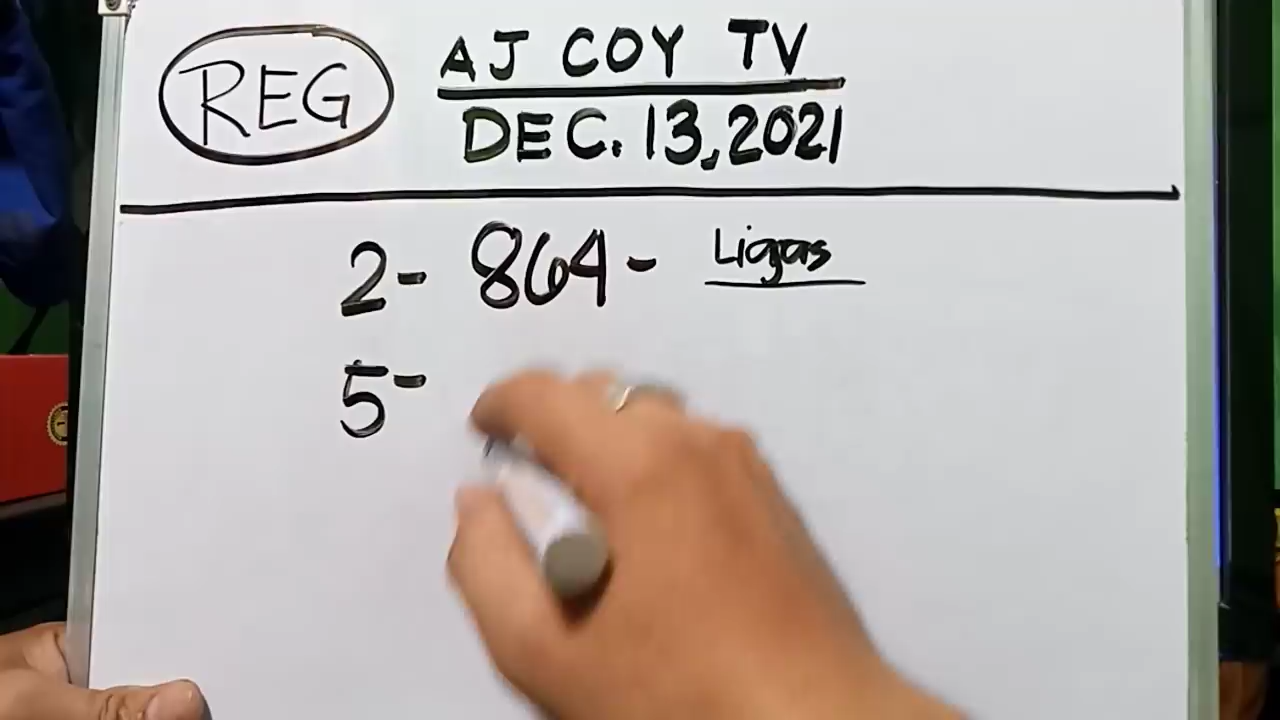 REG
AJ COY TV
DEC. 13, 2021
2- 864- Ligas
5-